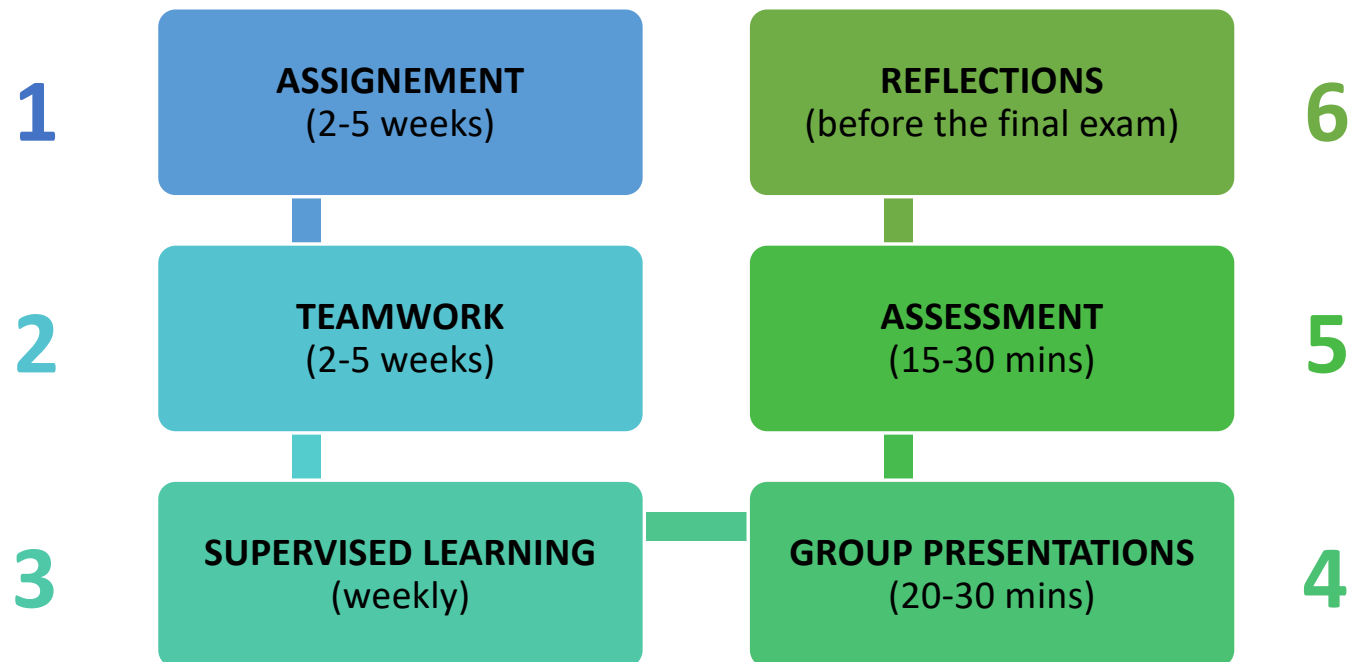 1
ASSIGNEMENT
(2-5 weeks)
2
TEAMWORK
(2-5 weeks)
3
SUPERVISED LEARNING
(weekly)
GROUP PRESENTATIONS
(20-30 mins)
4
ASSESSMENT
(15-30 mins)
5
REFLECTIONS
(before the final exam)
6